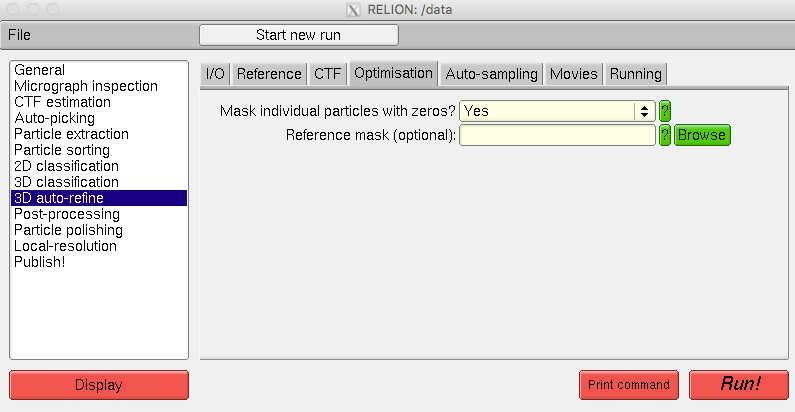 RELION: /data
File
Start new run
General
Micrograph inspection
CTF estimation
Auto-picking
Particle extraction
Particle sorting
2D classification
3D classification
3D auto-refine
Post-processing
Particle polishing
Local-resolution
Publish!
I/O Reference CTF Optimisation Auto-sampling Movies Running
Mask individual particles with zeros? Yes ?
Reference mask (optional): ? Browse
Display
Print command
Run!